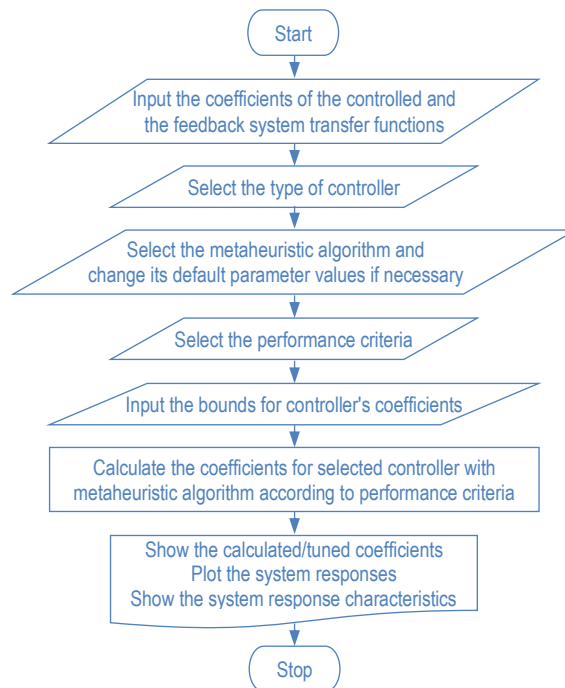 Start
Input the coefficients of the controlled and
the feedback system transfer functions
Select the type of controller
Select the metaheuristic algorithm and
change its default parameter values if necessary
Select the performance criteria
Input the bounds for controller's coefficients
Calculate the coefficients for selected controller with
metaheuristic algorithm according to performance criteria
Show the calculated/tuned coefficients
Plot the system responses
Show the system response characteristics
Stop